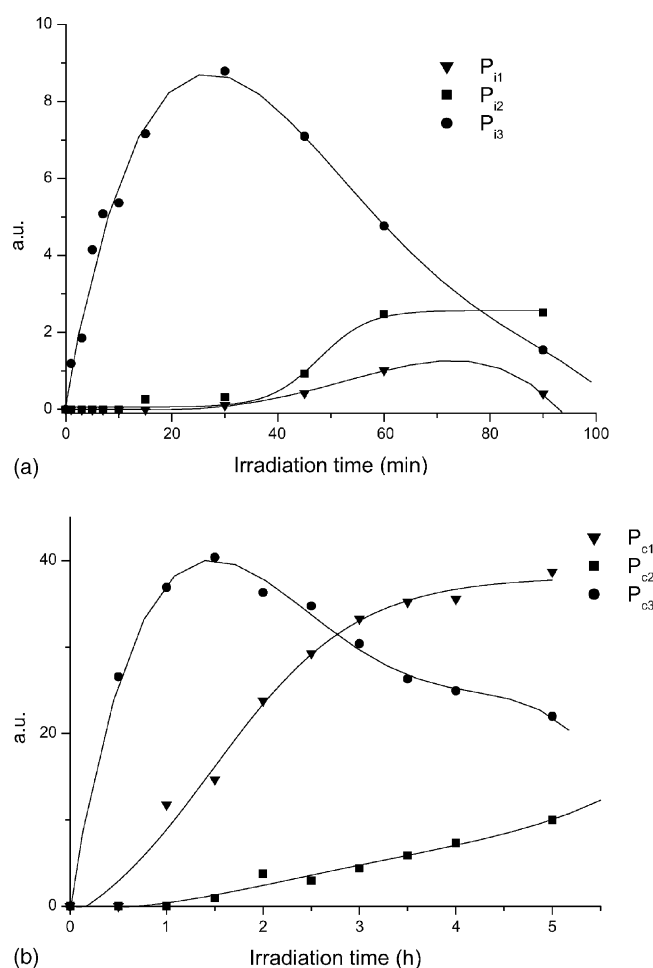 10
8
6
4
2
0
a.u.
P_i1
P_i2
P_i3
0 20 40 60 80 100
Irradiation time (min)
(a)
40
20
0
a.u.
P_c1
P_c2
P_c3
0 1 2 3 4 5
Irradiation time (h)
(b)